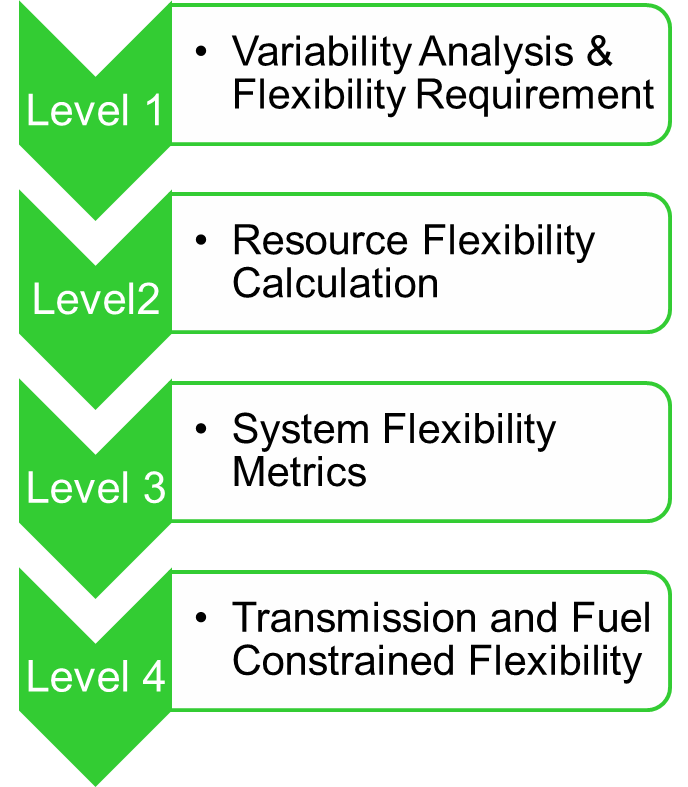 Level 1
• Variability Analysis &
Flexibility Requirement
Level2
• Resource Flexibility
Calculation
Level 3
• System Flexibility
Metrics
Level 4
• Transmission and Fuel
Constrained Flexibility